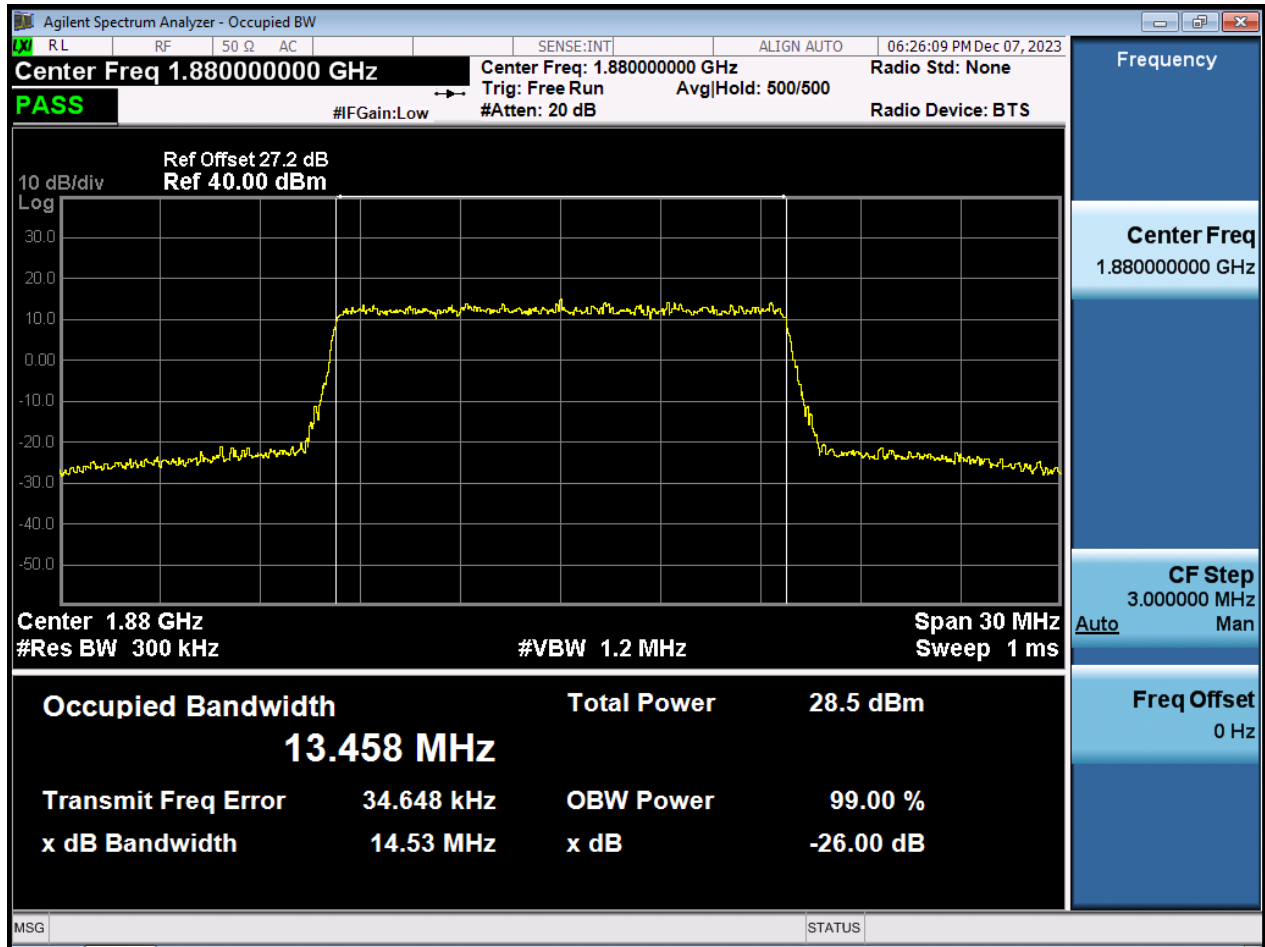 Agilent Spectrum Analyzer - Occupied BW
LXI RL RF 50 Ω AC SENSE:INT ALIGN AUTO 06:26:09 PM Dec 07, 2023
Center Freq 1.880000000 GHz
PASS
#IFGain:Low
Center Freq: 1.880000000 GHz
Trig: Free Run Avg|Hold: 500/500
#Atten: 20 dB
Radio Std: None
Radio Device: BTS
Ref Offset 27.2 dB
10 dB/div Ref 40.00 dBm
Log
30.0
20.0
10.0
0.00
-10.0
-20.0
-30.0
-40.0
-50.0
Center 1.88 GHz Span 30 MHz
#Res BW 300 kHz #VBW 1.2 MHz Sweep 1 ms
Occupied Bandwidth Total Power 28.5 dBm
13.458 MHz
Transmit Freq Error 34.648 kHz OBW Power 99.00 %
x dB Bandwidth 14.53 MHz x dB -26.00 dB
MSG STATUS
Frequency
Center Freq
1.880000000 GHz
CF Step
3.000000 MHz
Auto Man
Freq Offset
0 Hz